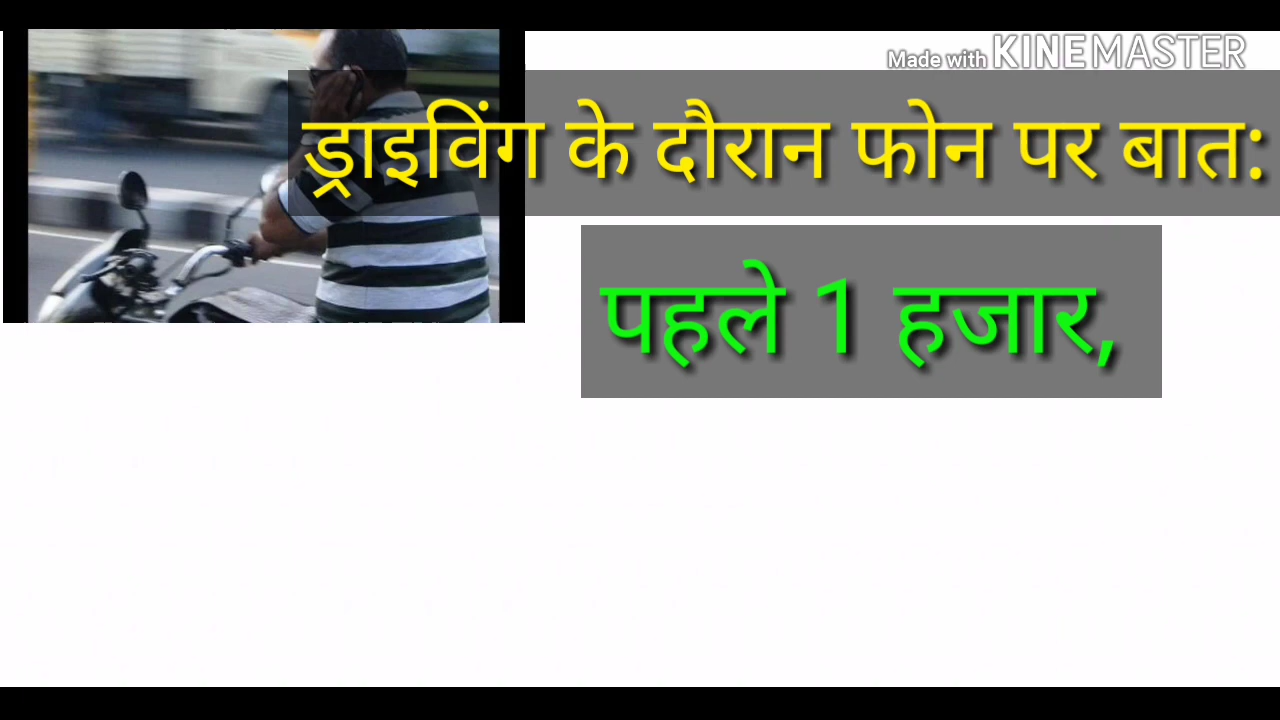 Made with KINEMASTER
ड्राइविंग के दौरान फोन पर बात:
पहले 1 हजार,